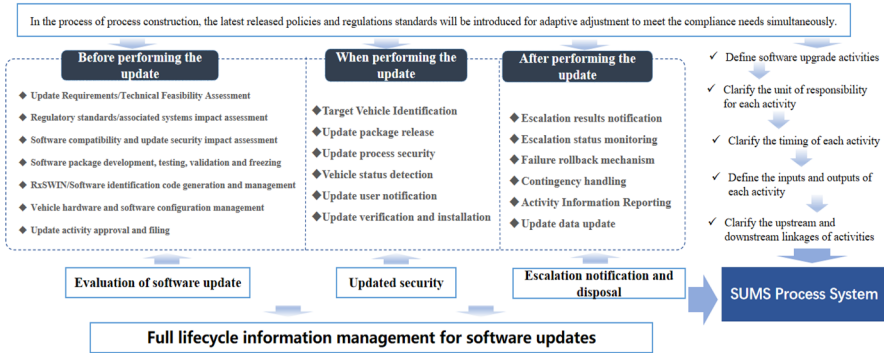 In the process of process construction, the latest released policies and regulations standards will be introduced for adaptive adjustment to meet the compliance needs simultaneously.
Before performing the
update
◆ Update Requirements/Technical Feasibility Assessment
◆ Regulatory standards/associated systems impact assessment
◆ Software compatibility and update security impact assessment
◆ Software package development, testing, validation and freezing
◆ RxSWIN/Software identification code generation and management
◆ Vehicle hardware and software configuration management
◆ Update activity approval and filing
When performing the
update
◆Target Vehicle Identification
◆Update package release
◆Update process security
◆Vehicle status detection
◆Update user notification
◆Update verification and installation
After performing the
update
◆ Escalation results notification
◆ Escalation status monitoring
◆ Failure rollback mechanism
◆ Contingency handling
◆ Activity Information Reporting
◆ Update data update
✓ Define software upgrade activities
✓ Clarify the unit of responsibility
for each activity
✓ Clarify the timing of each activity
✓ Define the inputs and outputs of
each activity
✓ Clarify the upstream and
downstream linkages of activities
Evaluation of software update
Updated security
Escalation notification and
disposal
SUMS Process System
Full lifecycle information management for software updates